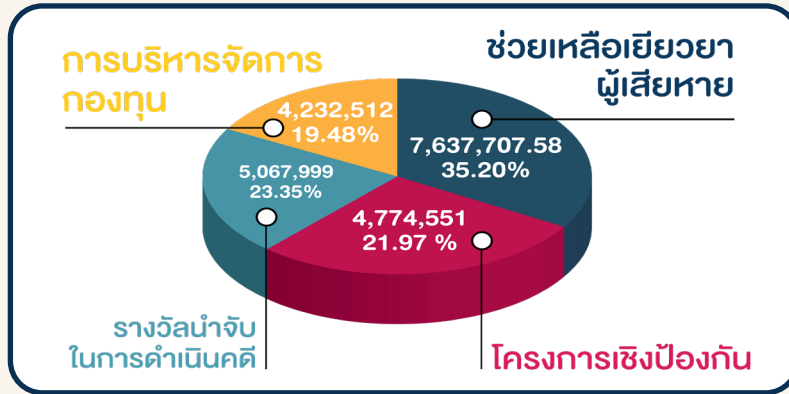 การบริหารจัดการ
กองทุน
ช่วยเหลือเยียวยา
ผู้เสียหาย
4,232,512
19.48%
7,637,707.58
35.20%
5,067,999
23.35%
4,774,551
21.97 %
รางวัลนำจับ
ในการดำเนินคดี
โครงการเชิงป้องกัน